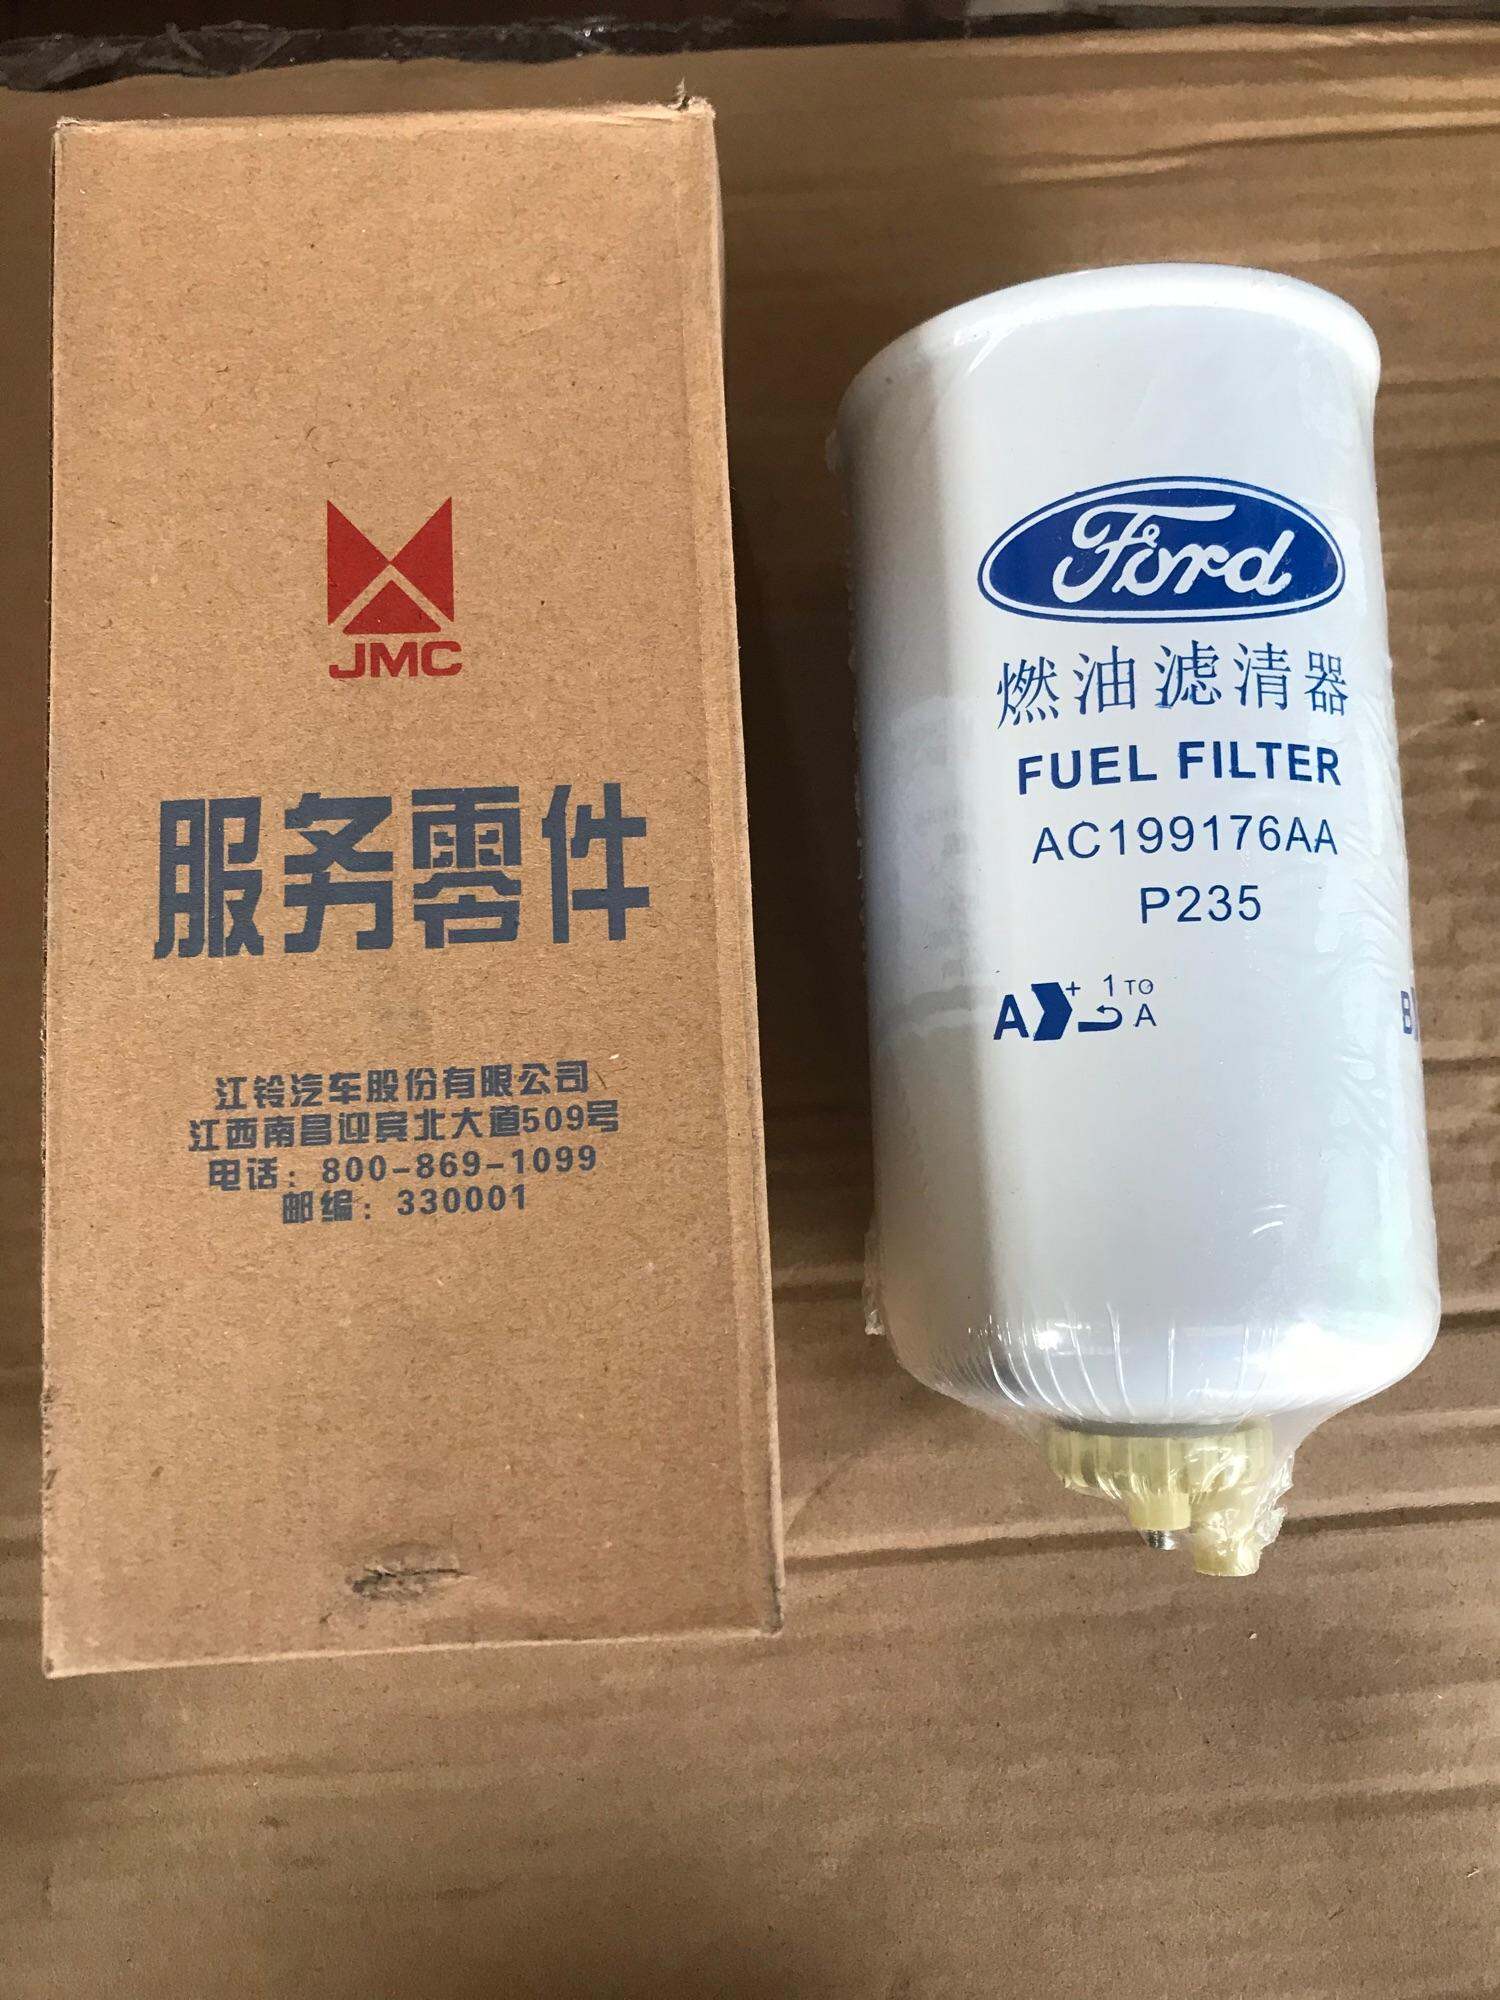 JMC
服务零件
江铃汽车股份有限公司
江西南昌迎宾北大道509号
电话：800-869-1099
邮编：330001
Ford
燃油滤清器
FUEL FILTER
AC199176AA
P235
A + 1 TO A
B